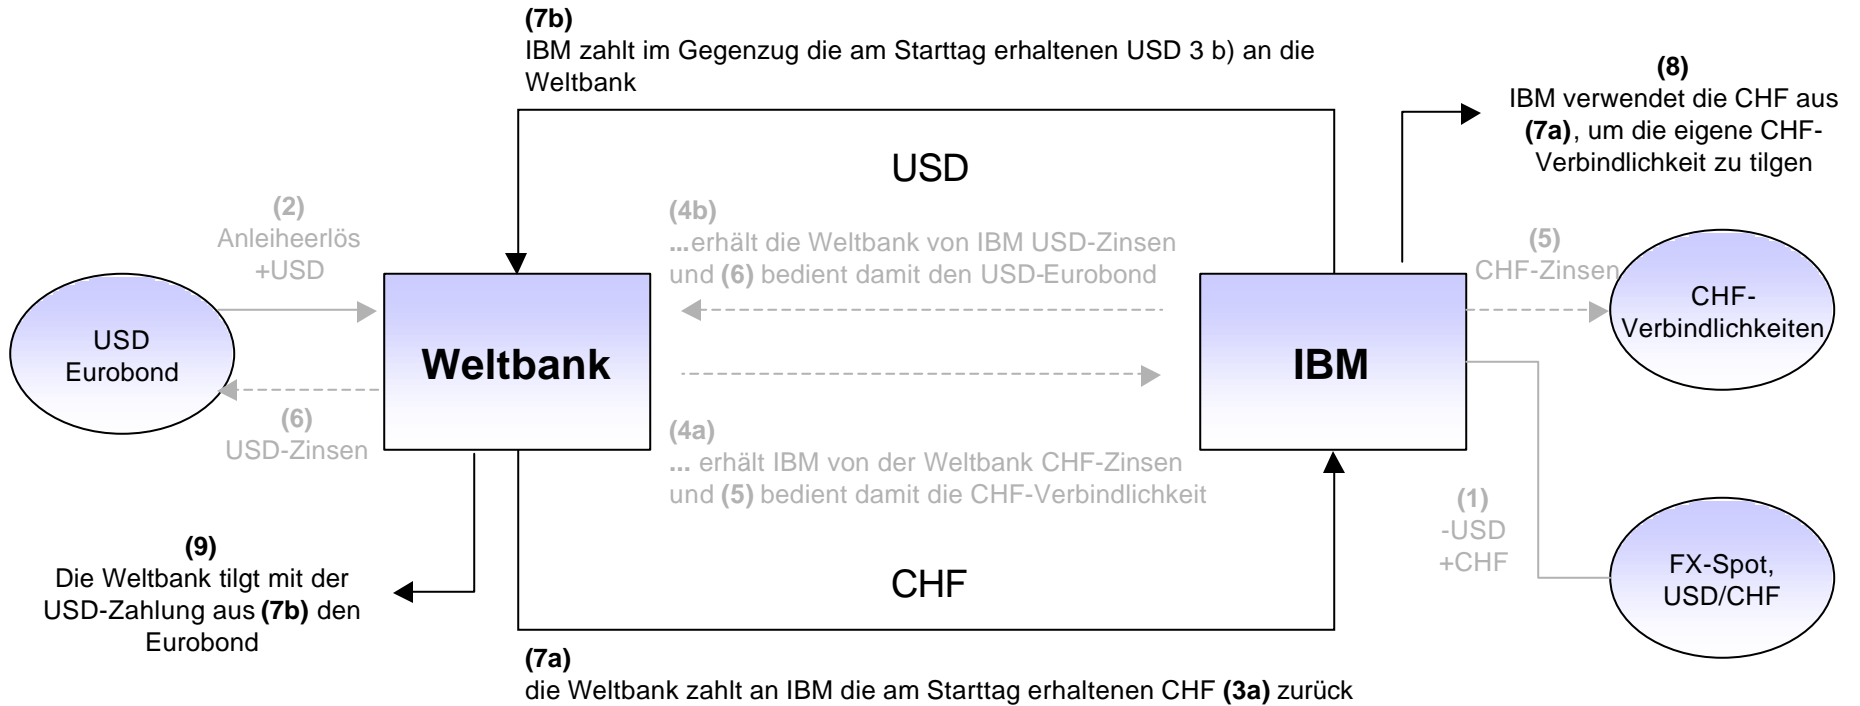 (7b)
IBM zahlt im Gegenzug die am Starttag erhaltenen USD 3 b) an die
Weltbank
(8)
IBM verwendet die CHF aus
(7a), um die eigene CHF-
Verbindlichkeit zu tilgen
USD
(2)
Anleiheerlös
+USD
(4b)
...erhält die Weltbank von IBM USD-Zinsen
und (6) bedient damit den USD-Eurobond
(5)
CHF-Zinsen
USD
Eurobond
Weltbank
IBM
CHF-
Verbindlichkeiten
(6)
USD-Zinsen
(4a)
... erhält IBM von der Weltbank CHF-Zinsen
und (5) bedient damit die CHF-Verbindlichkeit
(1)
-USD
+CHF
(9)
Die Weltbank tilgt mit der
USD-Zahlung aus (7b) den
Eurobond
CHF
FX-Spot,
USD/CHF
(7a)
die Weltbank zahlt an IBM die am Starttag erhaltenen CHF (3a) zurück